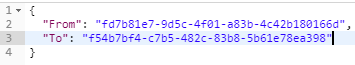 1 {
2 "From": "fd7b81e7-9d5c-4f01-a83b-4c42b180166d",
3 "To": "f54b7bf4-c7b5-482c-83b8-5b61e78ea398"
4 }